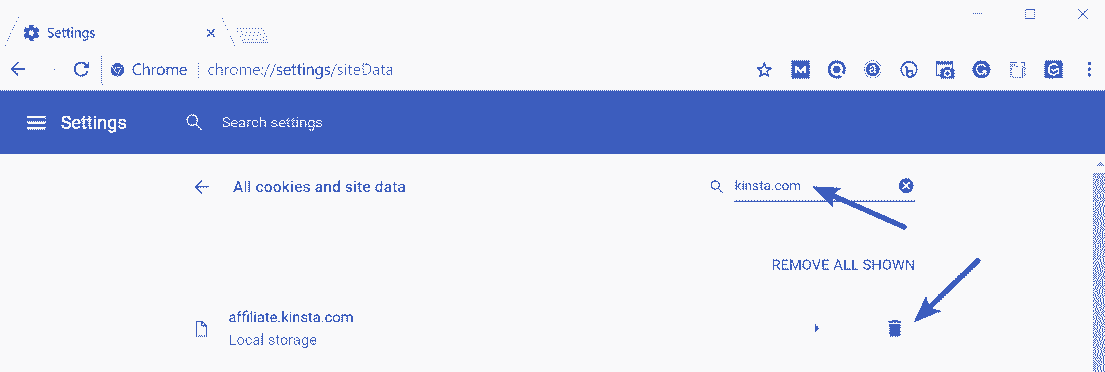 Settings
Chrome chrome://settings/siteData
Settings Search settings
All cookies and site data kinsta.com
REMOVE ALL SHOWN
affiliate.kinsta.com
Local storage